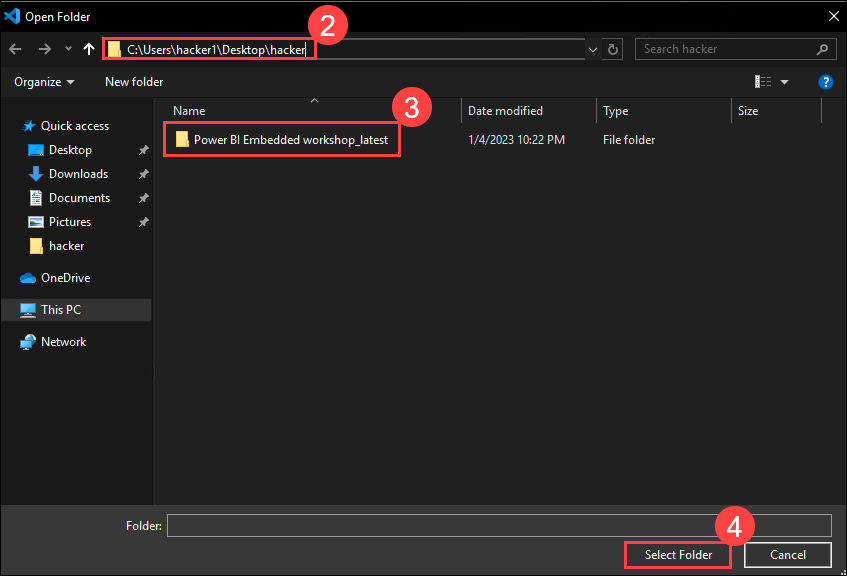 Open Folder
2
C:\Users\hacker1\Desktop\hacker
Search hacker
Organize
New folder
?
3
Name
Date modified
Type
Size
Power BI Embedded workshop_latest
1/4/2023 10:22 PM
File folder
Quick access
Desktop
Downloads
Documents
Pictures
hacker
OneDrive
This PC
Network
Folder:
4
Select Folder
Cancel